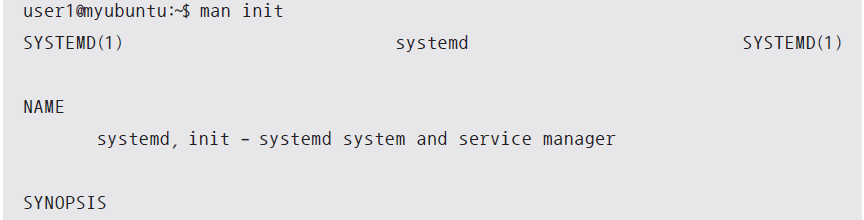 user1@myubuntu:~$ man init
SYSTEMD(1) systemd SYSTEMD(1)
NAME
systemd, init - systemd system and service manager
SYNOPSIS